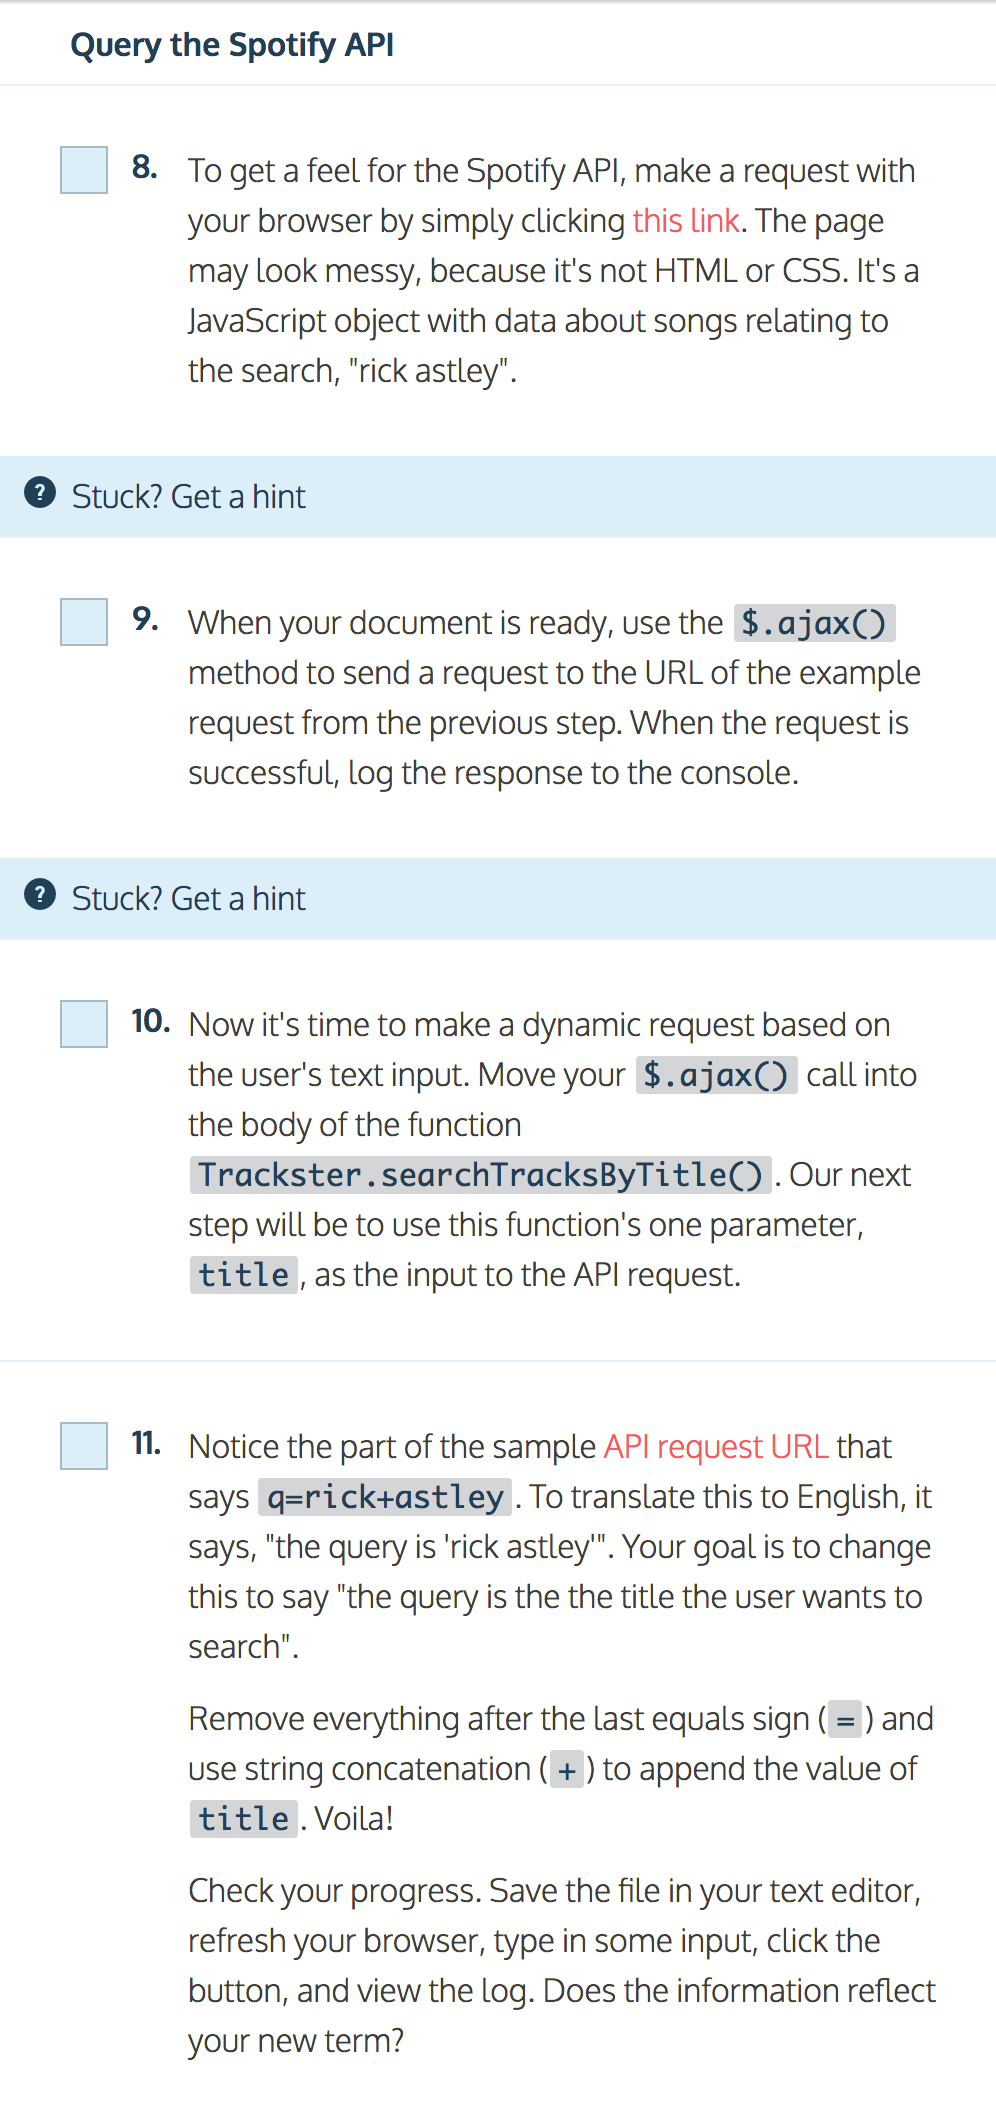 Query the Spotify API
8. To get a feel for the Spotify API, make a request with
your browser by simply clicking this link. The page
may look messy, because it's not HTML or CSS. It's a
JavaScript object with data about songs relating to
the search, "rick astley".
? Stuck? Get a hint
9. When your document is ready, use the $.ajax()
method to send a request to the URL of the example
request from the previous step. When the request is
successful, log the response to the console.
? Stuck? Get a hint
10. Now it's time to make a dynamic request based on
the user's text input. Move your $.ajax() call into
the body of the function
Trackster.searchTracksByTitle(). Our next
step will be to use this function's one parameter,
title, as the input to the API request.
11. Notice the part of the sample API request URL that
says q=rick+astley. To translate this to English, it
says, "the query is 'rick astley'". Your goal is to change
this to say "the query is the the title the user wants to
search".
Remove everything after the last equals sign (=) and
use string concatenation (+) to append the value of
title. Voila!
Check your progress. Save the file in your text editor,
refresh your browser, type in some input, click the
button, and view the log. Does the information reflect
your new term?